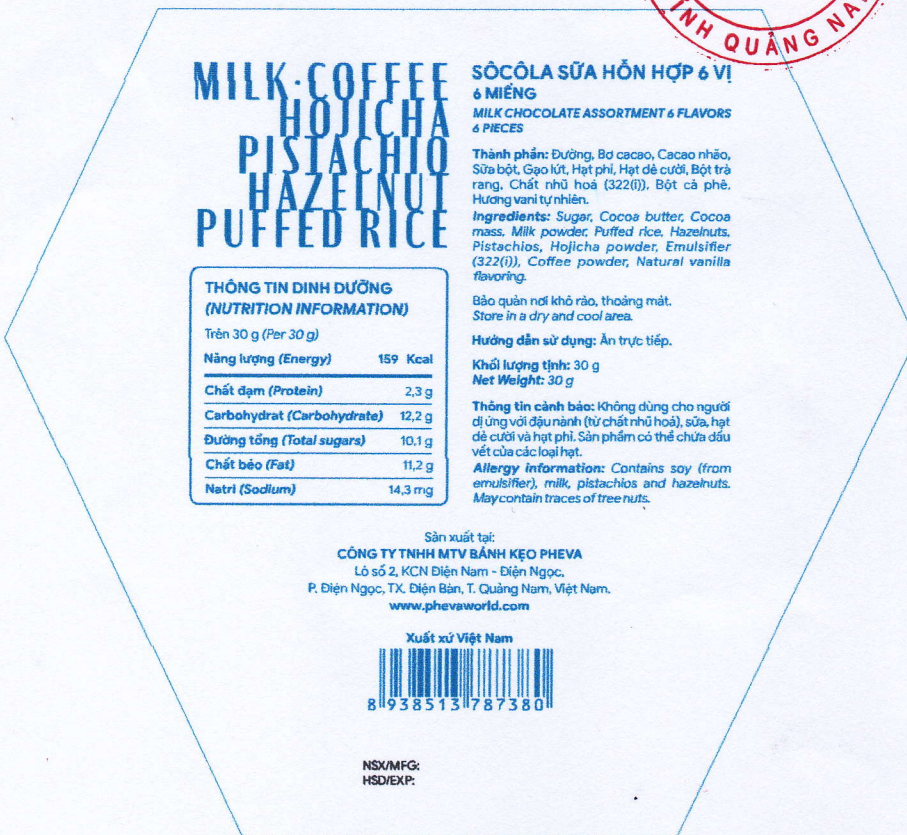 ỈNH QUẢNG NA
MILK·COFFEE
HOJICHA
PISTACHIO
HAZELNUT
PUFFED RICE
SÔCÔLA SỮA HỖN HỢP 6 VỊ
6 MIẾNG
MILK CHOCOLATE ASSORTMENT 6 FLAVORS
6 PIECES
Thành phần: Đường, Bơ cacao, Cacao nhão,
Sữa bột, Gạo lứt, Hạt phỉ, Hạt dẻ cười, Bột trà
rang, Chất nhũ hoá (322(i)), Bột cà phê.
Hương vani tự nhiên.
Ingredients: Sugar, Cocoa butter, Cocoa
mass, Milk powder, Puffed rice, Hazelnuts,
Pistachios, Hojicha powder, Emulsifier
(322(i)), Coffee powder, Natural vanilla
flavoring.
Bảo quản nơi khô ráo, thoáng mát.
Store in a dry and cool area.
Hướng dẫn sử dụng: Ăn trực tiếp.
Khối lượng tịnh: 30 g
Net Weight: 30 g
Thông tin cảnh báo: Không dùng cho người
dị ứng với đậu nành (từ chất nhũ hoá), sữa, hạt
dẻ cười và hạt phỉ. Sản phẩm có thể chứa dấu
vết của các loại hạt.
Allergy information: Contains soy (from
emulsifier), milk, pistachios and hazelnuts.
May contain traces of tree nuts.
THÔNG TIN DINH DƯỠNG
(NUTRITION INFORMATION)
Trên 30 g (Per 30 g)
Năng lượng (Energy) 159 Kcal
Chất đạm (Protein) 2,3 g
Carbohydrat (Carbohydrate) 12,2 g
Đường tổng (Total sugars) 10,1 g
Chất béo (Fat) 11,2 g
Natri (Sodium) 14,3 mg
Sản xuất tại:
CÔNG TY TNHH MTV BÁNH KẸO PHEVA
Lô số 2, KCN Điện Nam - Điện Ngọc,
P. Điện Ngọc, TX. Điện Bàn, T. Quảng Nam, Việt Nam.
www.phevaworld.com
Xuất xứ Việt Nam
8 938513 787380
NSX/MFG:
HSD/EXP: